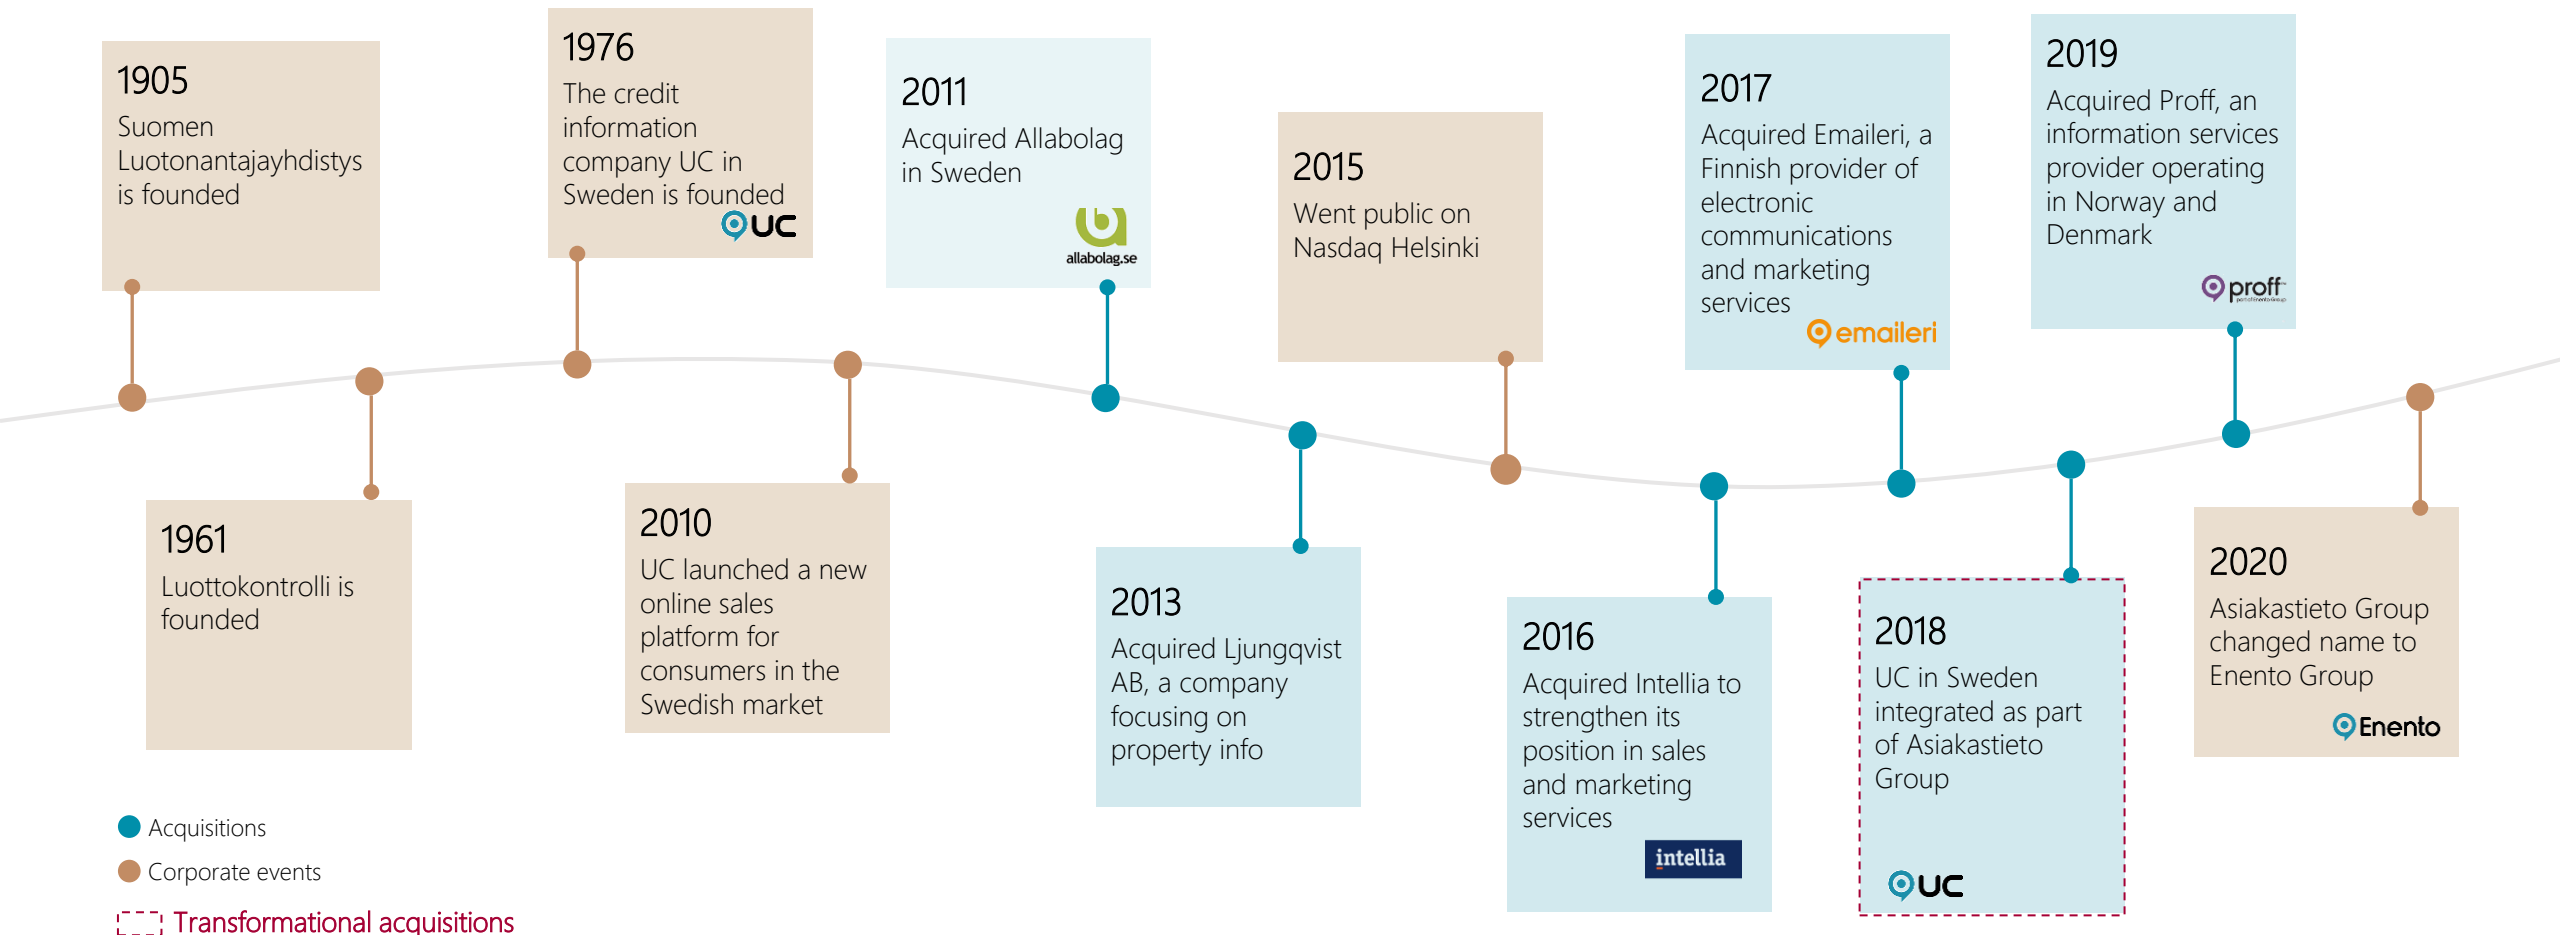 1905
Suomen
Luotonantajayhdistys
is founded
1961
Luottokontrolli is
founded
1976
The credit
information
company UC in
Sweden is founded
UC
2010
UC launched a new
online sales
platform for
consumers in the
Swedish market
2011
Acquired Allabolag
in Sweden
allabolag.se
2013
Acquired Ljungqvist
AB, a company
focusing on
property info
2015
Went public on
Nasdaq Helsinki
2016
Acquired Intellia to
strengthen its
position in sales
and marketing
services
intellia
2017
Acquired Emaileri, a
Finnish provider of
electronic
communications
and marketing
services
emaileri
2018
UC in Sweden
integrated as part
of Asiakastieto
Group
UC
2019
Acquired Proff, an
information services
provider operating
in Norway and
Denmark
proff
part of Enento Group
2020
Asiakastieto Group
changed name to
Enento Group
Enento
Acquisitions
Corporate events
Transformational acquisitions